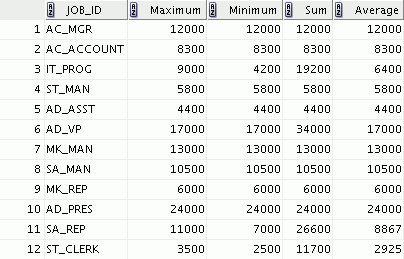 JOB_ID Maximum Minimum Sum Average
1 AC_MGR 12000 12000 12000 12000
2 AC_ACCOUNT 8300 8300 8300 8300
3 IT_PROG 9000 4200 19200 6400
4 ST_MAN 5800 5800 5800 5800
5 AD_ASST 4400 4400 4400 4400
6 AD_VP 17000 17000 34000 17000
7 MK_MAN 13000 13000 13000 13000
8 SA_MAN 10500 10500 10500 10500
9 MK_REP 6000 6000 6000 6000
10 AD_PRES 24000 24000 24000 24000
11 SA_REP 11000 7000 26600 8867
12 ST_CLERK 3500 2500 11700 2925